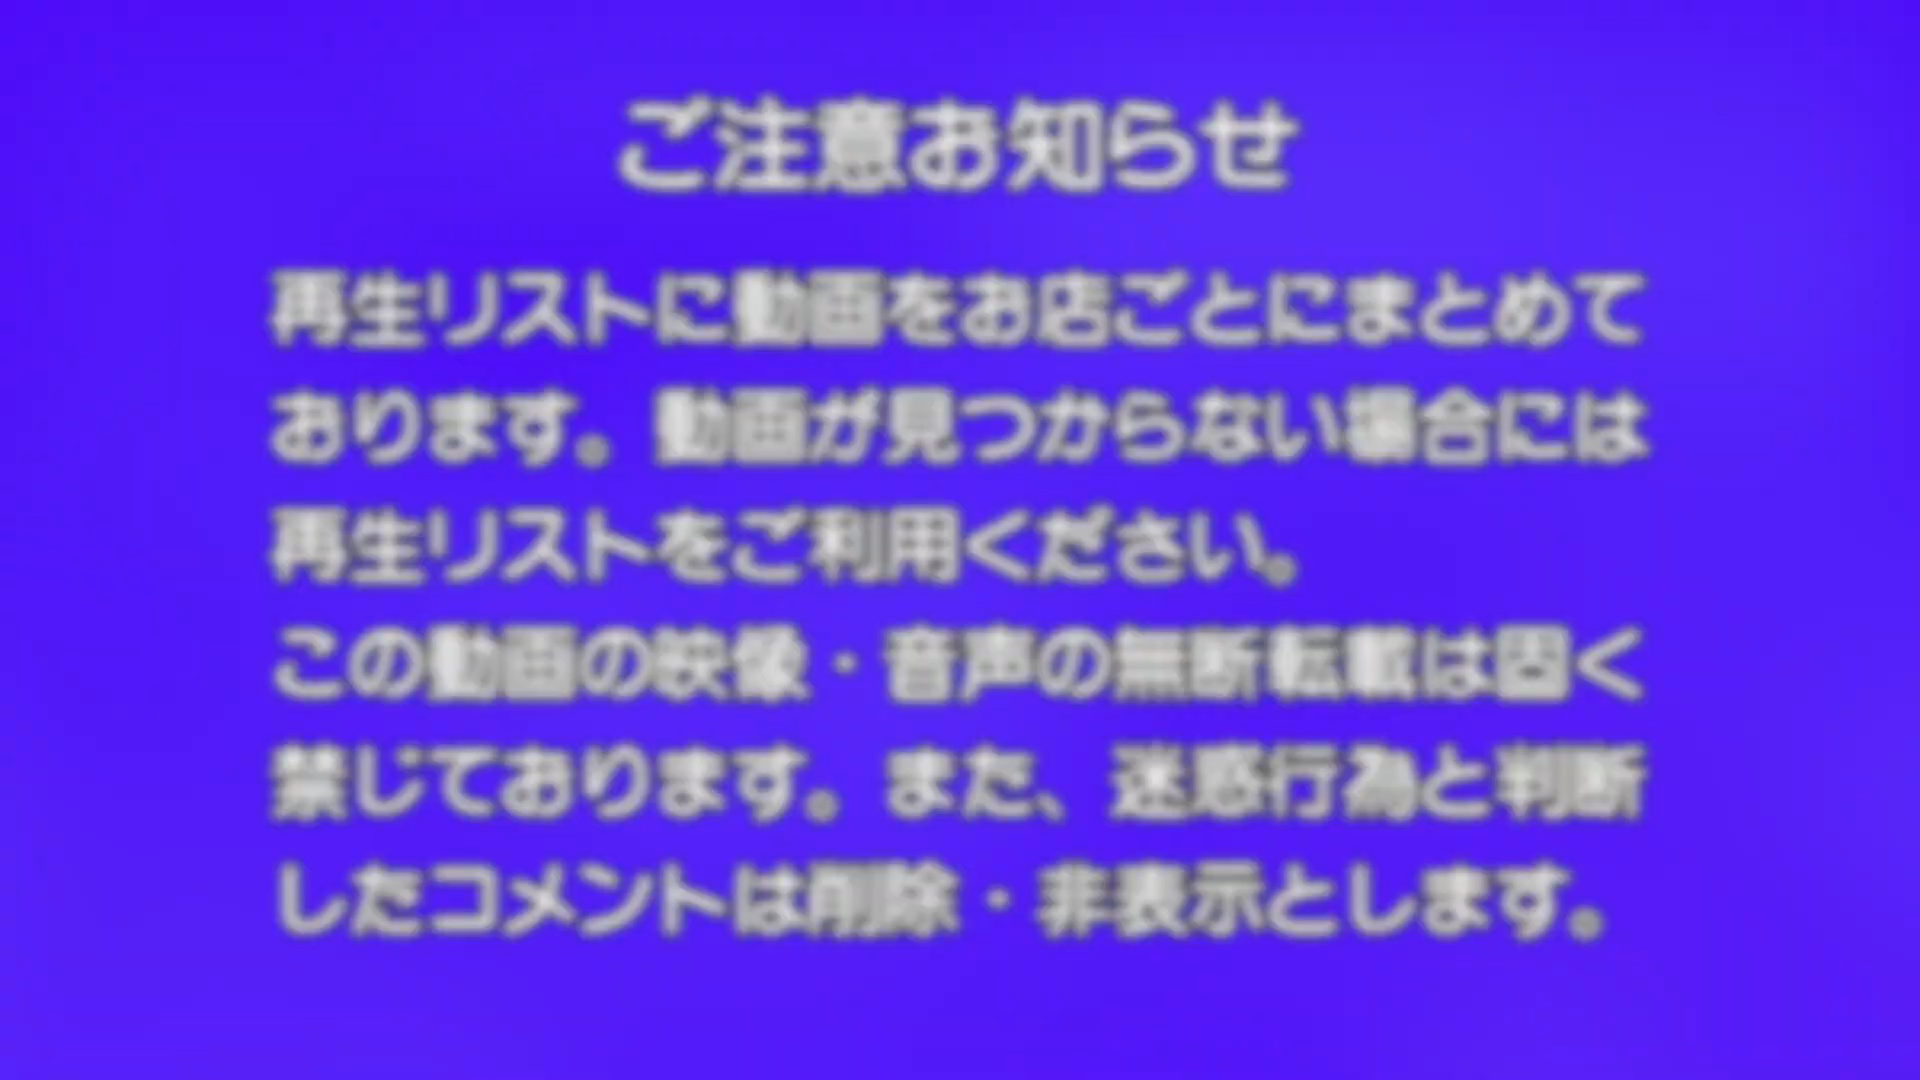 ご注意お知らせ
再生リストに動画をお店ごとにまとめて
おります。動画が見つからない場合には
再生リストをご利用ください。
この動画の映像・音声の無断転載は固く
禁じております。また、迷惑行為と判断
したコメントは削除・非表示とします。